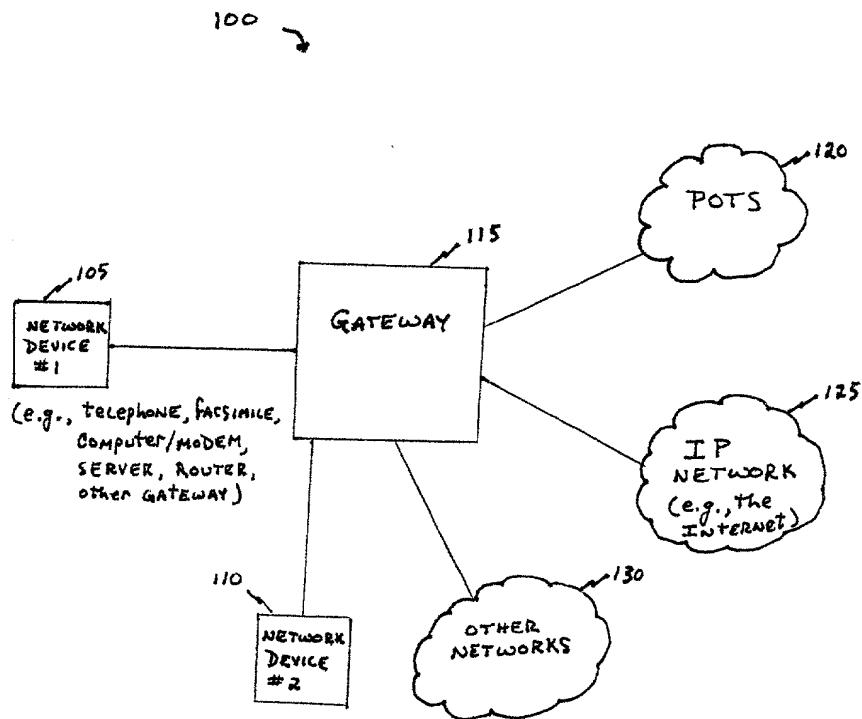 100
120
POTS
115
GATEWAY
105
NETWORK
DEVICE
#1
(e.g., telephone, facsimile,
computer/modem,
server, router,
other gateway)
125
IP
NETWORK
(e.g., the
INTERNET)
110
NETWORK
DEVICE
#2
130
OTHER
NETWORKS